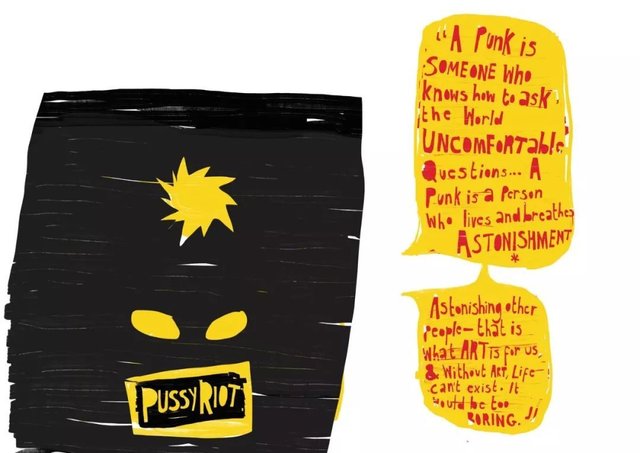 PUSSY RIOT
"A Punk is
SOMEONE Who
knows how to ask
the World
UNCOMFORTable
Questions... A
Punk is a Person
Who lives and breathes
ASTONISHMENT
*
Astonishing other
People— that is
What ART is for us,
& Without ART, Life
can't exist. It
would be too
BORING."